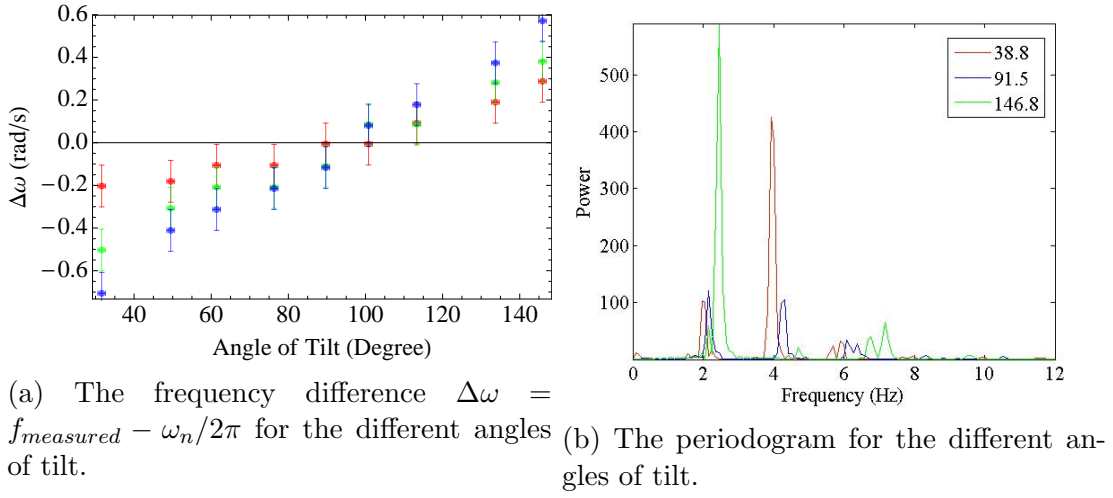 0.6
0.4
0.2
0.0
−0.2
−0.4
−0.6
Δω (rad/s)
40 60 80 100 120 140
Angle of Tilt (Degree)
(a) The frequency difference Δω =
f_measured − ω_n/2π for the different angles
of tilt.
500
400
300
200
100
Power
38.8
91.5
146.8
0 2 4 6 8 10 12
Frequency (Hz)
(b) The periodogram for the different an-
gles of tilt.